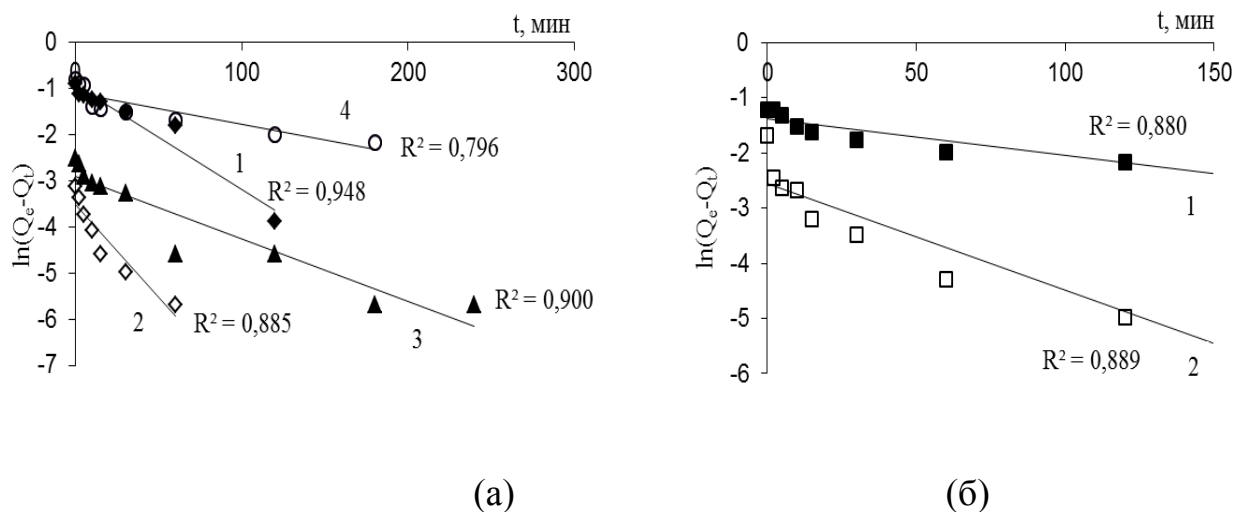 t, мин
0
100
200
300
0
-1
-2
-3
-4
-5
-6
-7
ln(Qₑ-Qₜ)
4
R² = 0,796
1
R² = 0,948
R² = 0,900
2
R² = 0,885
3
(а)
t, мин
0
50
100
150
0
-1
-2
-3
-4
-5
-6
ln(Qₑ-Qₜ)
R² = 0,880
1
R² = 0,889
2
(б)